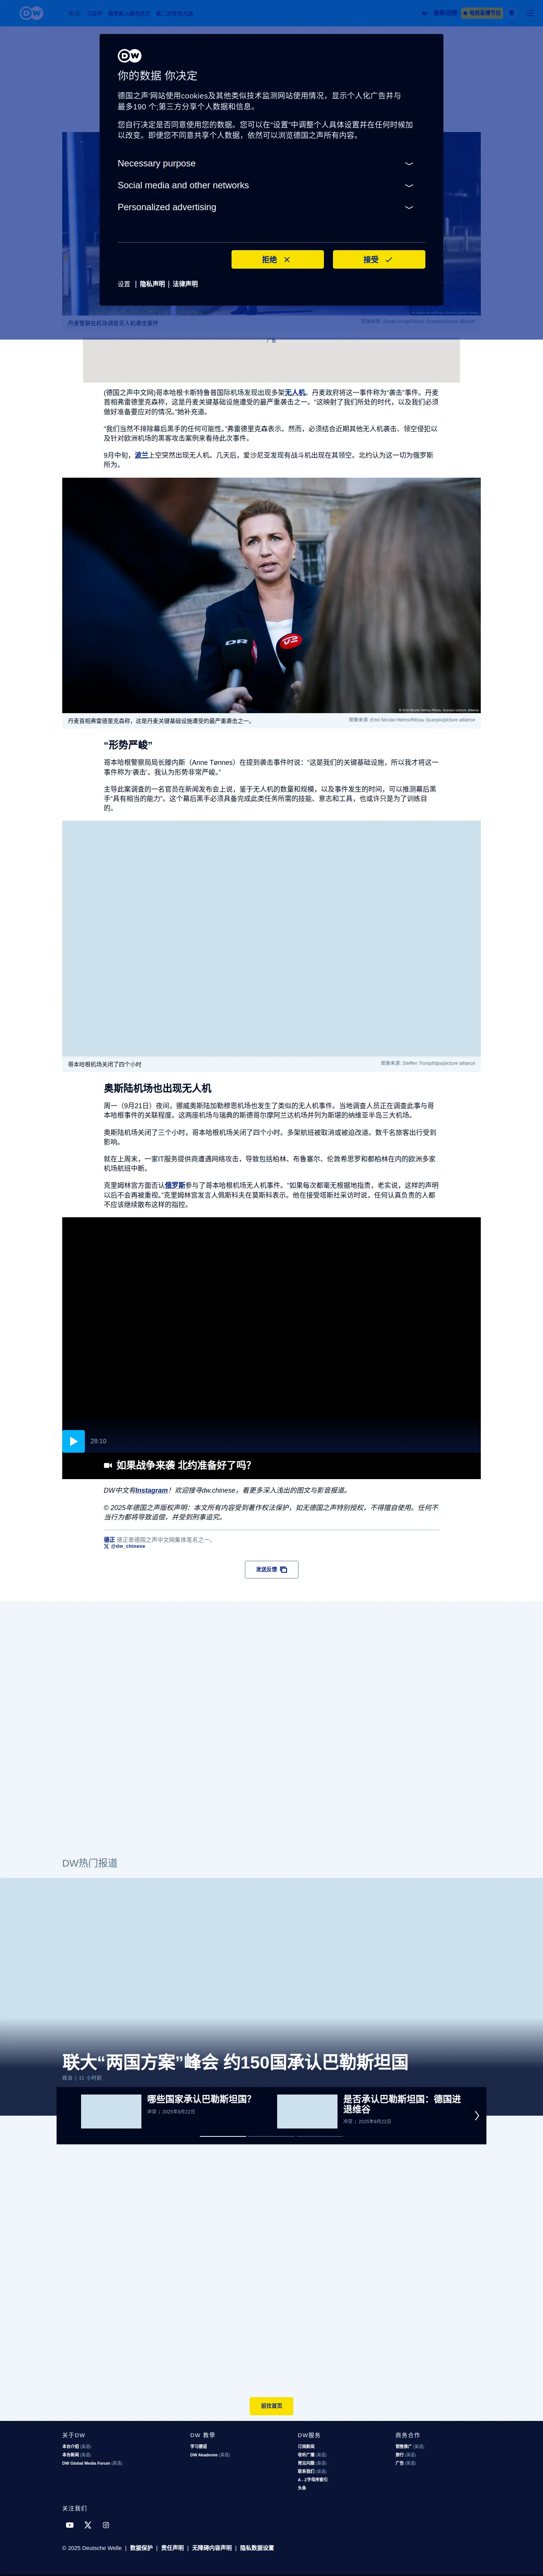 DW
热点
习近平
俄罗斯入侵乌克兰
第二次世界大战
最新视频
电视直播节目
DW
你的数据 你决定
德国之声'网站使用cookies及其他类似技术监测网站使用情况，显示个人化广告并与
最多190 个;第三方分享个人数据和信息。
您自行决定是否同意使用您的数据。您可以在“设置”中调整个人具体设置并在任何时候加
以改变。即便您不同意共享个人数据，依然可以浏览德国之声所有内容。
Necessary purpose
Social media and other networks
Personalized advertising
拒绝
接受
设置 | 隐私声明 | 法律声明
丹麦警察在机场调查无人机袭击案件
广告
(德国之声中文网)哥本哈根卡斯特鲁普国际机场发现出现多架无人机。丹麦政府将这一事件称为“袭击”事件。丹麦
首相弗雷德里克森称，这是丹麦关键基础设施遭受的最严重袭击之一。“这映射了我们所处的时代，以及我们必须
做好准备要应对的情况。”她补充道。
“我们当然不排除幕后黑手的任何可能性。”弗雷德里克森表示。然而，必须结合近期其他无人机袭击、领空侵犯以
及针对欧洲机场的黑客攻击案例来看待此次事件。
9月中旬，波兰上空突然出现无人机。几天后，爱沙尼亚发现有战斗机出现在其领空。北约认为这一切为俄罗斯
所为。
DR
© Emil Nicolai Helms, Ritzau, Scanpix, picture alliance
丹麦首相弗雷德里克森称，这是丹麦关键基础设施遭受的最严重袭击之一。
图像来源: Emil Nicolai Helms/Ritzau Scanpix/picture alliance
“形势严峻”
哥本哈根警察局局长滕内斯（Anne Tønnes）在提到袭击事件时说：“这是我们的关键基础设施，所以我才将这一
事件称为‘袭击’。我认为形势非常严峻。”
主导此案调查的一名官员在新闻发布会上说，鉴于无人机的数量和规模，以及事件发生的时间，可以推测幕后黑
手“具有相当的能力”。这个幕后黑手必须具备完成此类任务所需的技能、意志和工具，也或许只是为了训练目
的。
哥本哈根机场关闭了四个小时
图像来源: Steffen Trumpf/dpa/picture alliance
奥斯陆机场也出现无人机
周一（9月21日）夜间，挪威奥斯陆加勒穆恩机场也发生了类似的无人机事件。当地调查人员正在调查此事与哥
本哈根事件的关联程度。这两座机场与瑞典的斯德哥尔摩阿兰达机场并列为斯堪的纳维亚半岛三大机场。
奥斯陆机场关闭了三个小时，哥本哈根机场关闭了四个小时。多架航班被取消或被迫改道。数千名旅客出行受到
影响。
就在上周末，一家IT服务提供商遭遇网络攻击，导致包括柏林、布鲁塞尔、伦敦希思罗和都柏林在内的欧洲多家
机场航班中断。
克里姆林宫方面否认俄罗斯参与了哥本哈根机场无人机事件。“如果每次都毫无根据地指责，老实说，这样的声明
以后不会再被重视。”克里姆林宫发言人佩斯科夫在莫斯科表示。他在接受塔斯社采访时说，任何认真负责的人都
不应该继续散布这样的指控。
28:10
如果战争来袭 北约准备好了吗?
DW中文有Instagram！欢迎搜寻dw.chinese，看更多深入浅出的图文与影音报道。
© 2025年德国之声版权声明：本文所有内容受到著作权法保护，如无德国之声特别授权，不得擅自使用。任何不
当行为都将导致追偿，并受到刑事追究。
德正 德正是德国之声中文网集体笔名之一。
@dw_chinese
发送反馈
DW热门报道
联大“两国方案”峰会 约150国承认巴勒斯坦国
政治 | 11 小时前
哪些国家承认巴勒斯坦国?
冲突 | 2025年9月22日
是否承认巴勒斯坦国：德国进
退维谷
冲突 | 2025年9月22日
前往首页
关于DW
本台介绍 (英语)
本台新闻 (英语)
DW Global Media Forum (英语)
DW 教學
学习德语
DW Akademie (英语)
DW服务
订阅新闻
收听广播 (英语)
常见问题 (英语)
联系我们 (英语)
A - Z字母序索引
头条
商务合作
销售推广 (英语)
旅行 (英语)
广告 (英语)
关注我们
© 2025 Deutsche Welle | 数据保护 | 责任声明 | 无障碍内容声明 | 隐私数据设置